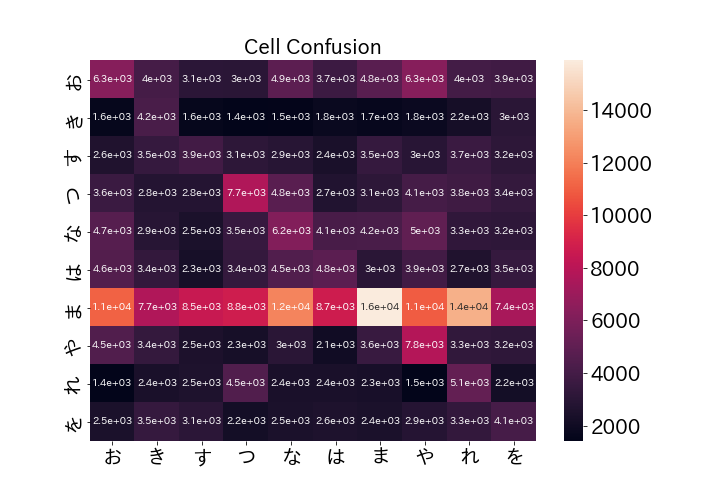 Cell Confusion
お 6.3e+03 4e+03 3.1e+03 3e+03 4.9e+03 3.7e+03 4.8e+03 6.3e+03 4e+03 3.9e+03
き 1.6e+03 4.2e+03 1.6e+03 1.4e+03 1.5e+03 1.8e+03 1.7e+03 1.8e+03 2.2e+03 3e+03
す 2.6e+03 3.5e+03 3.9e+03 3.1e+03 2.9e+03 2.4e+03 3.5e+03 3e+03 3.7e+03 3.2e+03
つ 3.6e+03 2.8e+03 2.8e+03 7.7e+03 4.8e+03 2.7e+03 3.1e+03 4.1e+03 3.8e+03 3.4e+03
な 4.7e+03 2.9e+03 2.5e+03 3.5e+03 6.2e+03 4.1e+03 4.2e+03 5e+03 3.3e+03 3.2e+03
は 4.6e+03 3.4e+03 2.3e+03 3.4e+03 4.5e+03 4.8e+03 3e+03 3.9e+03 2.7e+03 3.5e+03
ま 1.1e+04 7.7e+03 8.5e+03 8.8e+03 1.2e+04 8.7e+03 1.6e+04 1.1e+04 1.4e+04 7.4e+03
や 4.5e+03 3.4e+03 2.5e+03 2.3e+03 3e+03 2.1e+03 3.6e+03 7.8e+03 3.3e+03 3.2e+03
れ 1.4e+03 2.4e+03 2.5e+03 4.5e+03 2.4e+03 2.4e+03 2.3e+03 1.5e+03 5.1e+03 2.2e+03
を 2.5e+03 3.5e+03 3.1e+03 2.2e+03 2.5e+03 2.6e+03 2.4e+03 2.9e+03 3.3e+03 4.1e+03
お き す つ な は ま や れ を
14000
12000
10000
8000
6000
4000
2000